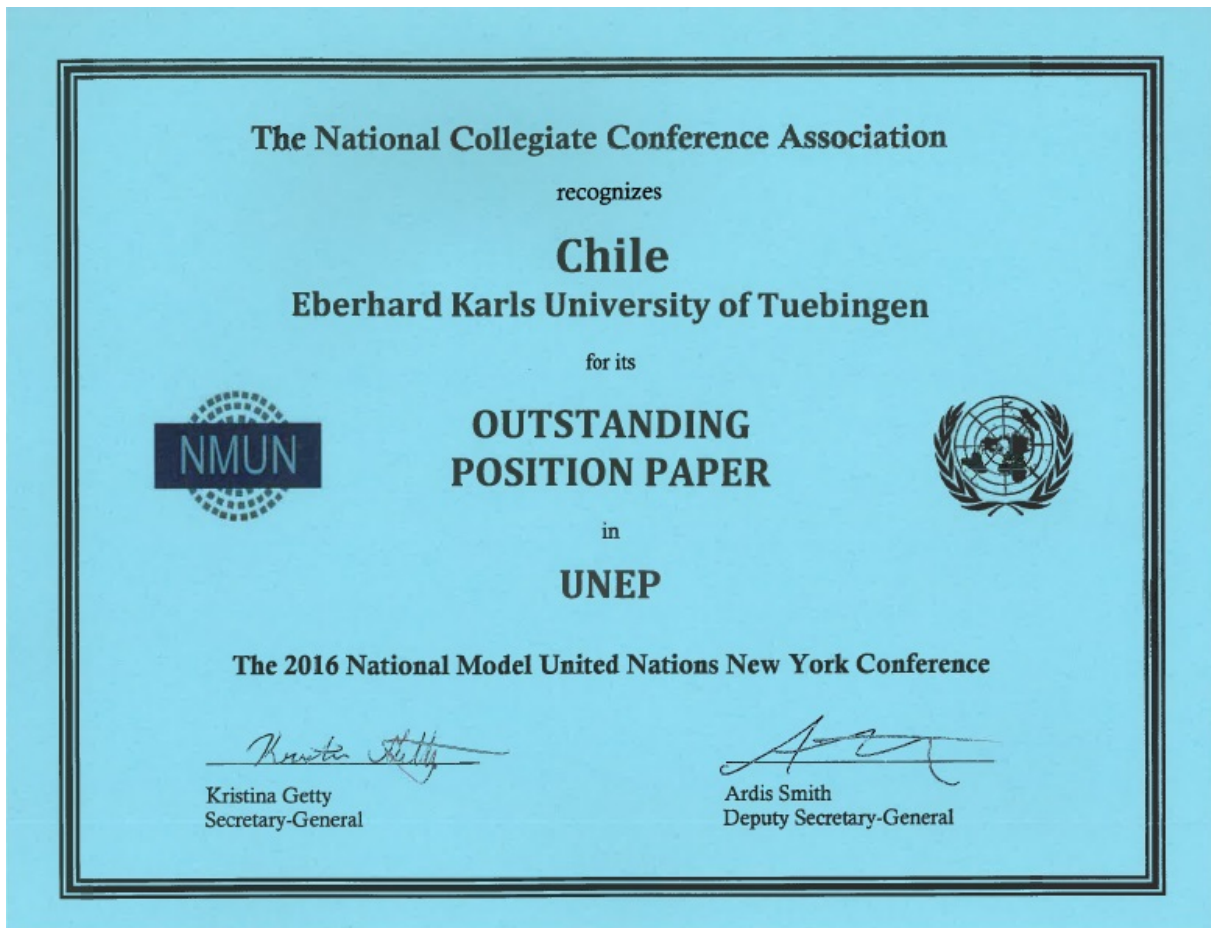 The National Collegiate Conference Association
recognizes
Chile
Eberhard Karls University of Tuebingen
for its
OUTSTANDING
POSITION PAPER
NMUN
in
UNEP
The 2016 National Model United Nations New York Conference
Kristina Getty
Secretary-General
Ardis Smith
Deputy Secretary-General